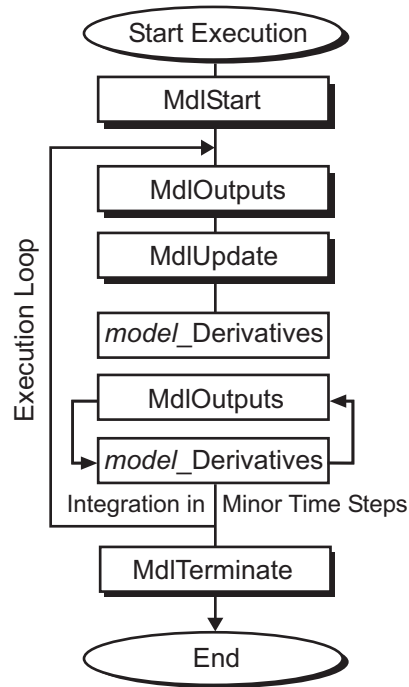 Start Execution
MdlStart
MdlOutputs
MdlUpdate
model_Derivatives
MdlOutputs
model_Derivatives
Integration in Minor Time Steps
Execution Loop
MdlTerminate
End